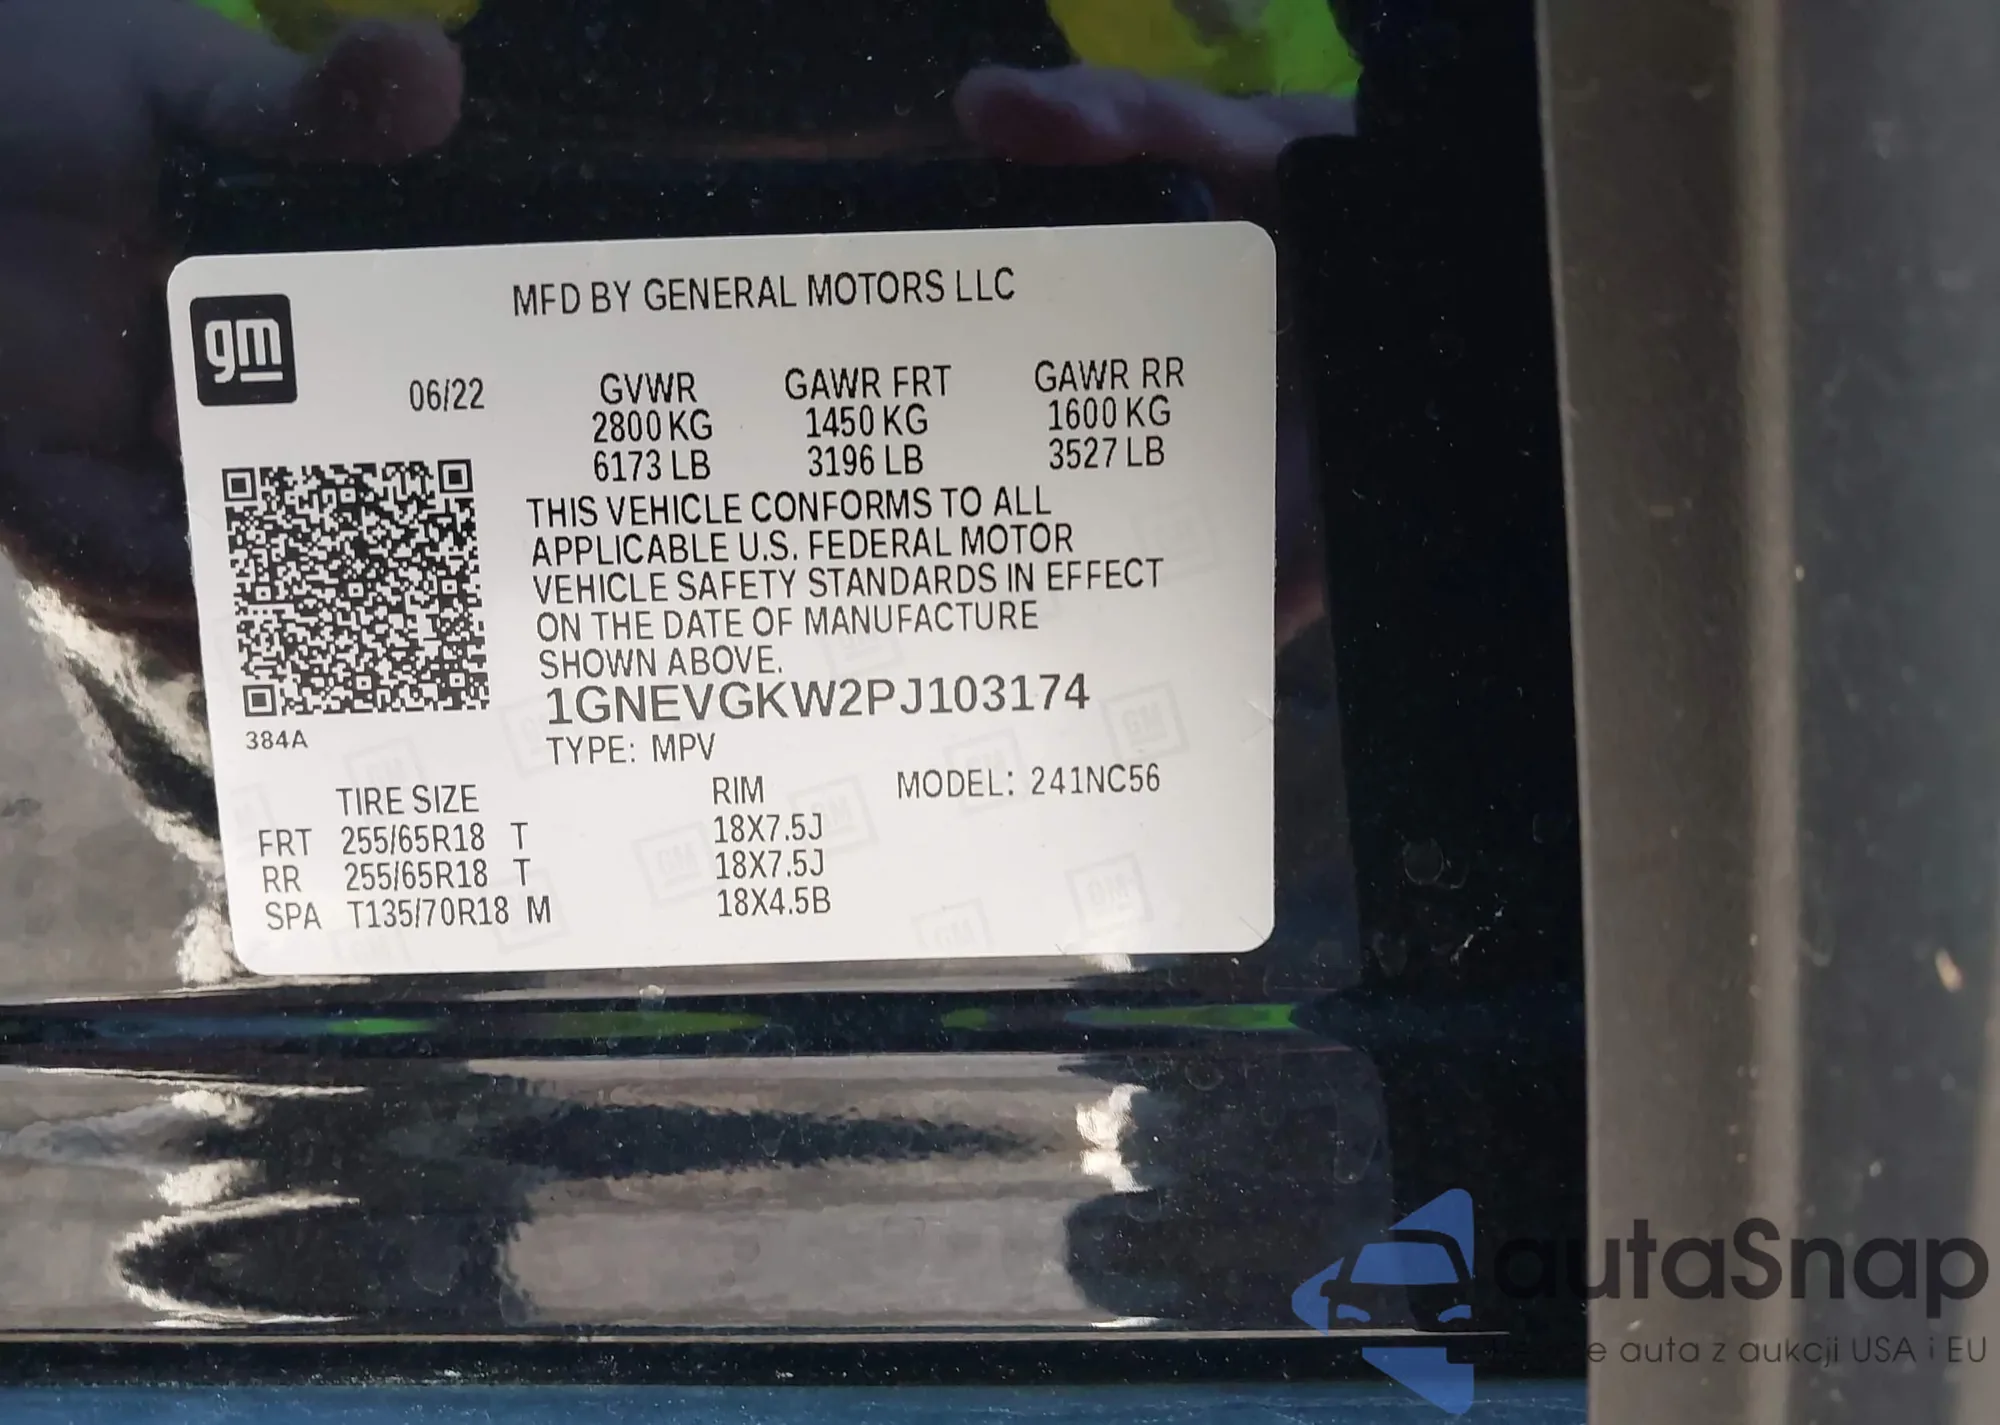 MFD BY GENERAL MOTORS LLC
gm
06/22
GVWR GAWR FRT GAWR RR
2800 KG 1450 KG 1600 KG
6173 LB 3196 LB 3527 LB
THIS VEHICLE CONFORMS TO ALL
APPLICABLE U.S. FEDERAL MOTOR
VEHICLE SAFETY STANDARDS IN EFFECT
ON THE DATE OF MANUFACTURE
SHOWN ABOVE.
1GNEVGKW2PJ103174
384A
TYPE: MPV
TIRE SIZE RIM MODEL: 241NC56
FRT 255/65R18 T 18X7.5J
RR 255/65R18 T 18X7.5J
SPA T135/70R18 M 18X4.5B
autaSnap
auta z aukcji USA i EU